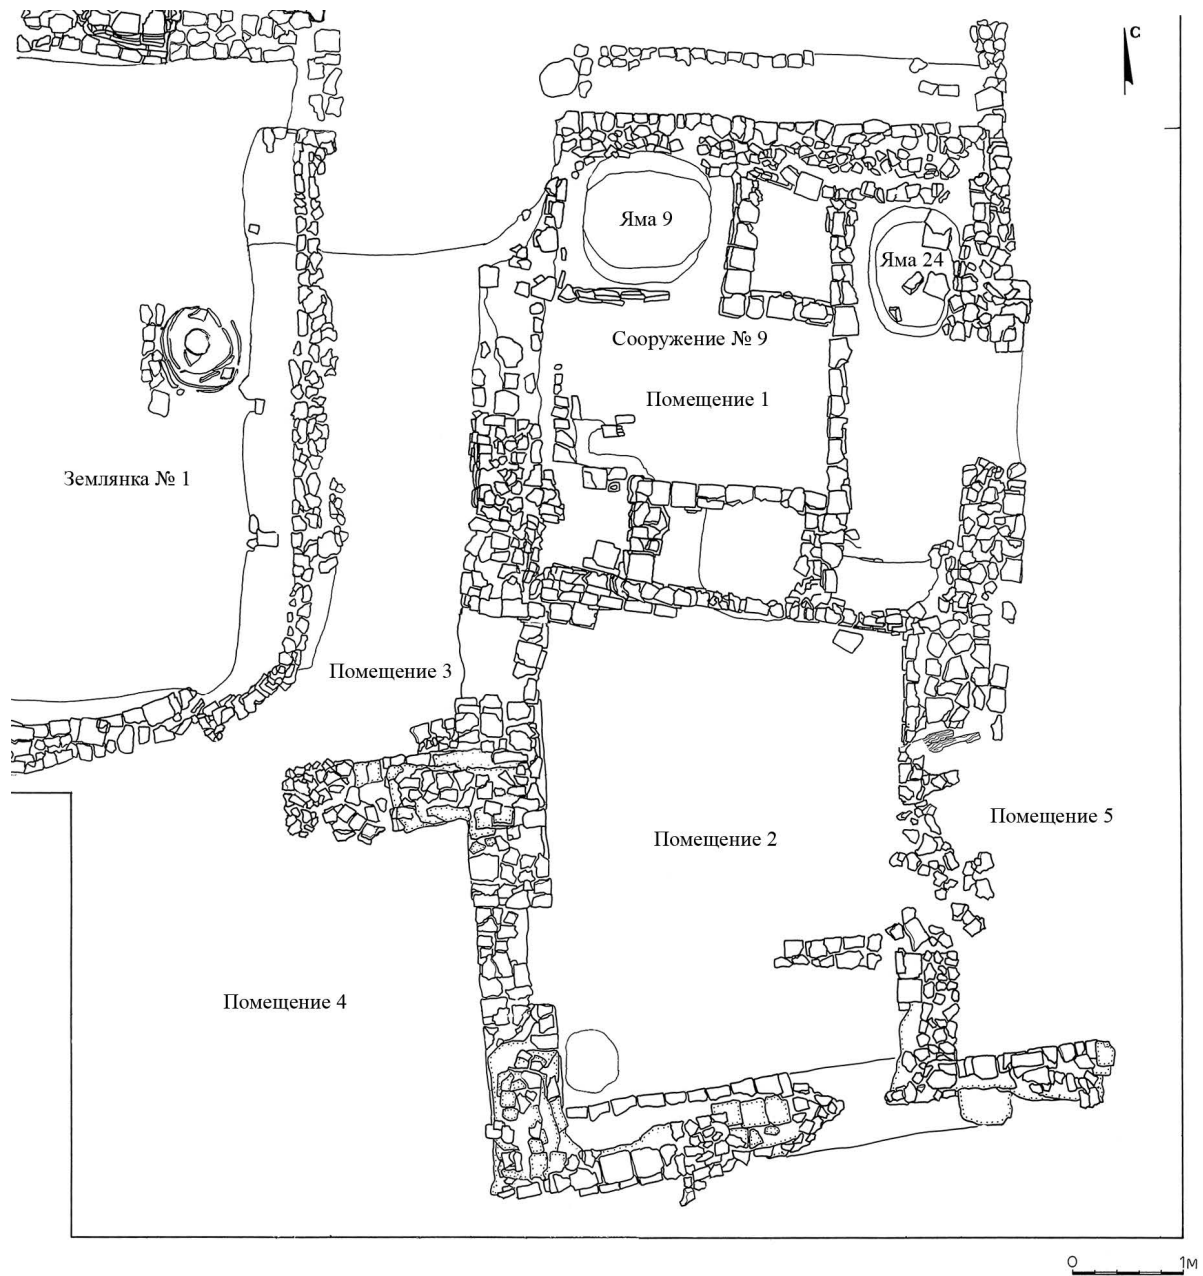 С
Яма 9
Яма 24
Сооружение № 9
Помещение 1
Землянка № 1
Помещение 3
Помещение 5
Помещение 2
Помещение 4
0 1м